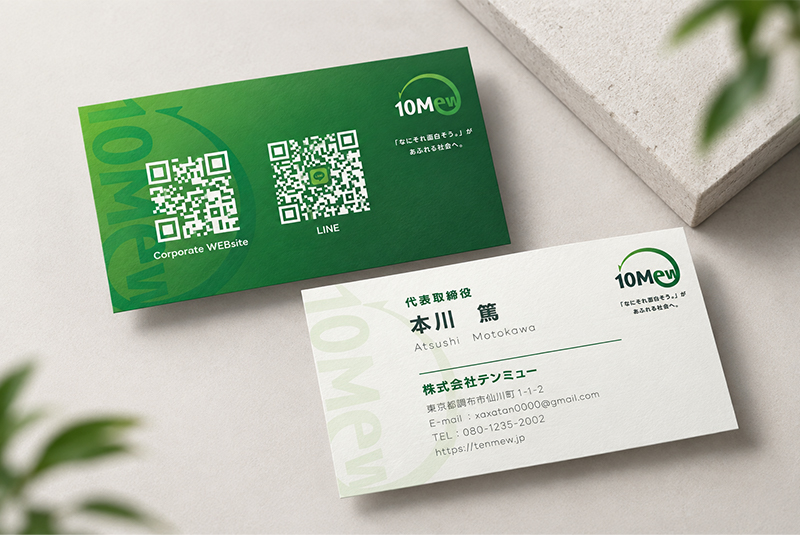 10Mew
10Mew
「なにそれ面白そう。」が
あふれる社会へ。
Corporate WEBsite
LINE
10Mew
代表取締役
本川 篤
Atsushi Motokawa
10Mew
「なにそれ面白そう。」が
あふれる社会へ。
株式会社テンミュー
東京都調布市仙川町 1-1-2
E-mail : xaxatan0000@gmail.com
TEL : 080-1235-2002
https://tenmew.jp